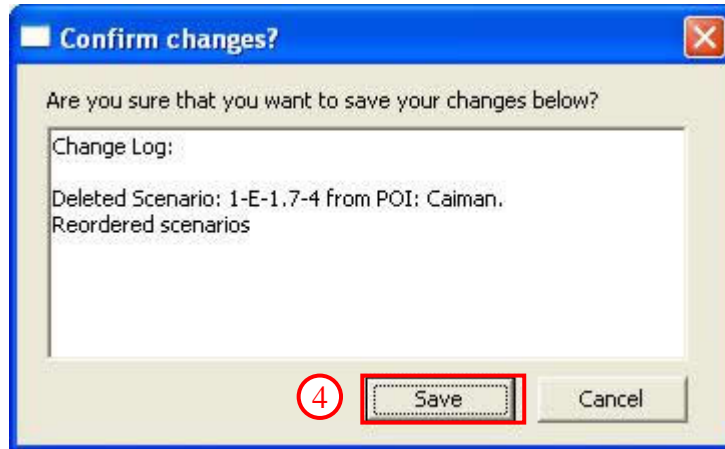 Confirm changes?
Are you sure that you want to save your changes below?
Change Log:
Deleted Scenario: 1-E-1.7-4 from POI: Caiman.
Reordered scenarios
4 Save Cancel